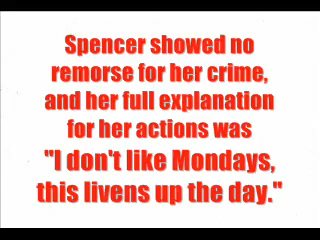 Spencer showed no
remorse for her crime,
and her full explanation
for her actions was
"I don't like Mondays,
this livens up the day."